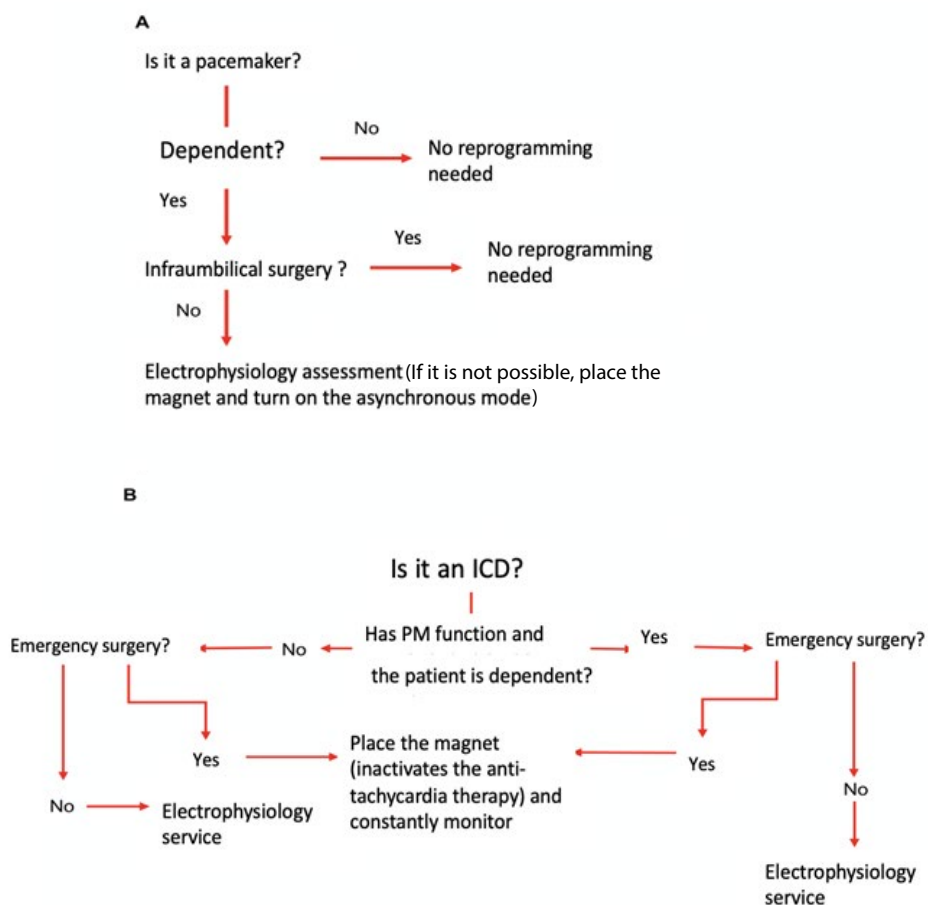 A
Is it a pacemaker?
No
Dependent?
No reprogramming
needed
Yes
Yes
No reprogramming
needed
Infraumbilical surgery ?
No
Electrophysiology assessment (If it is not possible, place the
magnet and turn on the asynchronous mode)
B
Is it an ICD?
Emergency surgery?
No
Has PM function and
the patient is dependent?
Yes
Emergency surgery?
Yes
Place the magnet
(inactivates the anti-
tachycardia therapy) and
constantly monitor
Yes
No
Electrophysiology
service
No
Electrophysiology
service